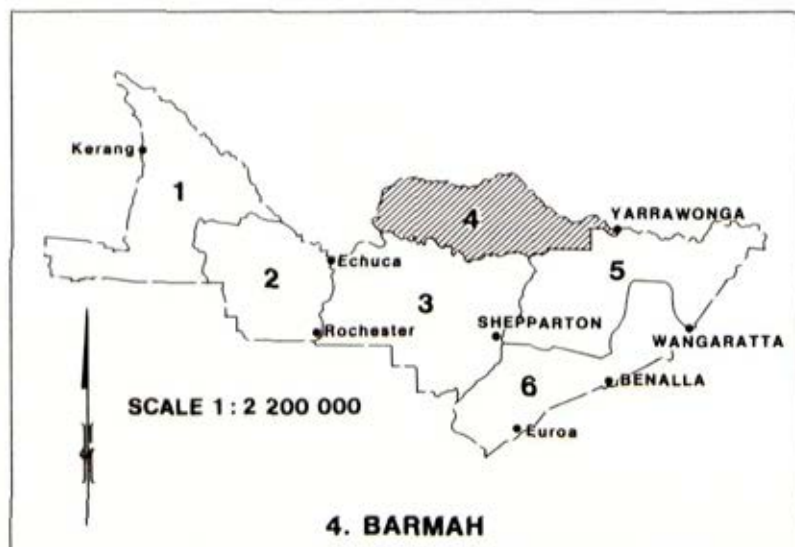 Kerang
1
4
YARRAWONGA
2
Echuca
5
3
Rochester
SHEPPARTON
WANGARATTA
6
BENALLA
SCALE 1 : 2 200 000
Euroa
4. BARMAH